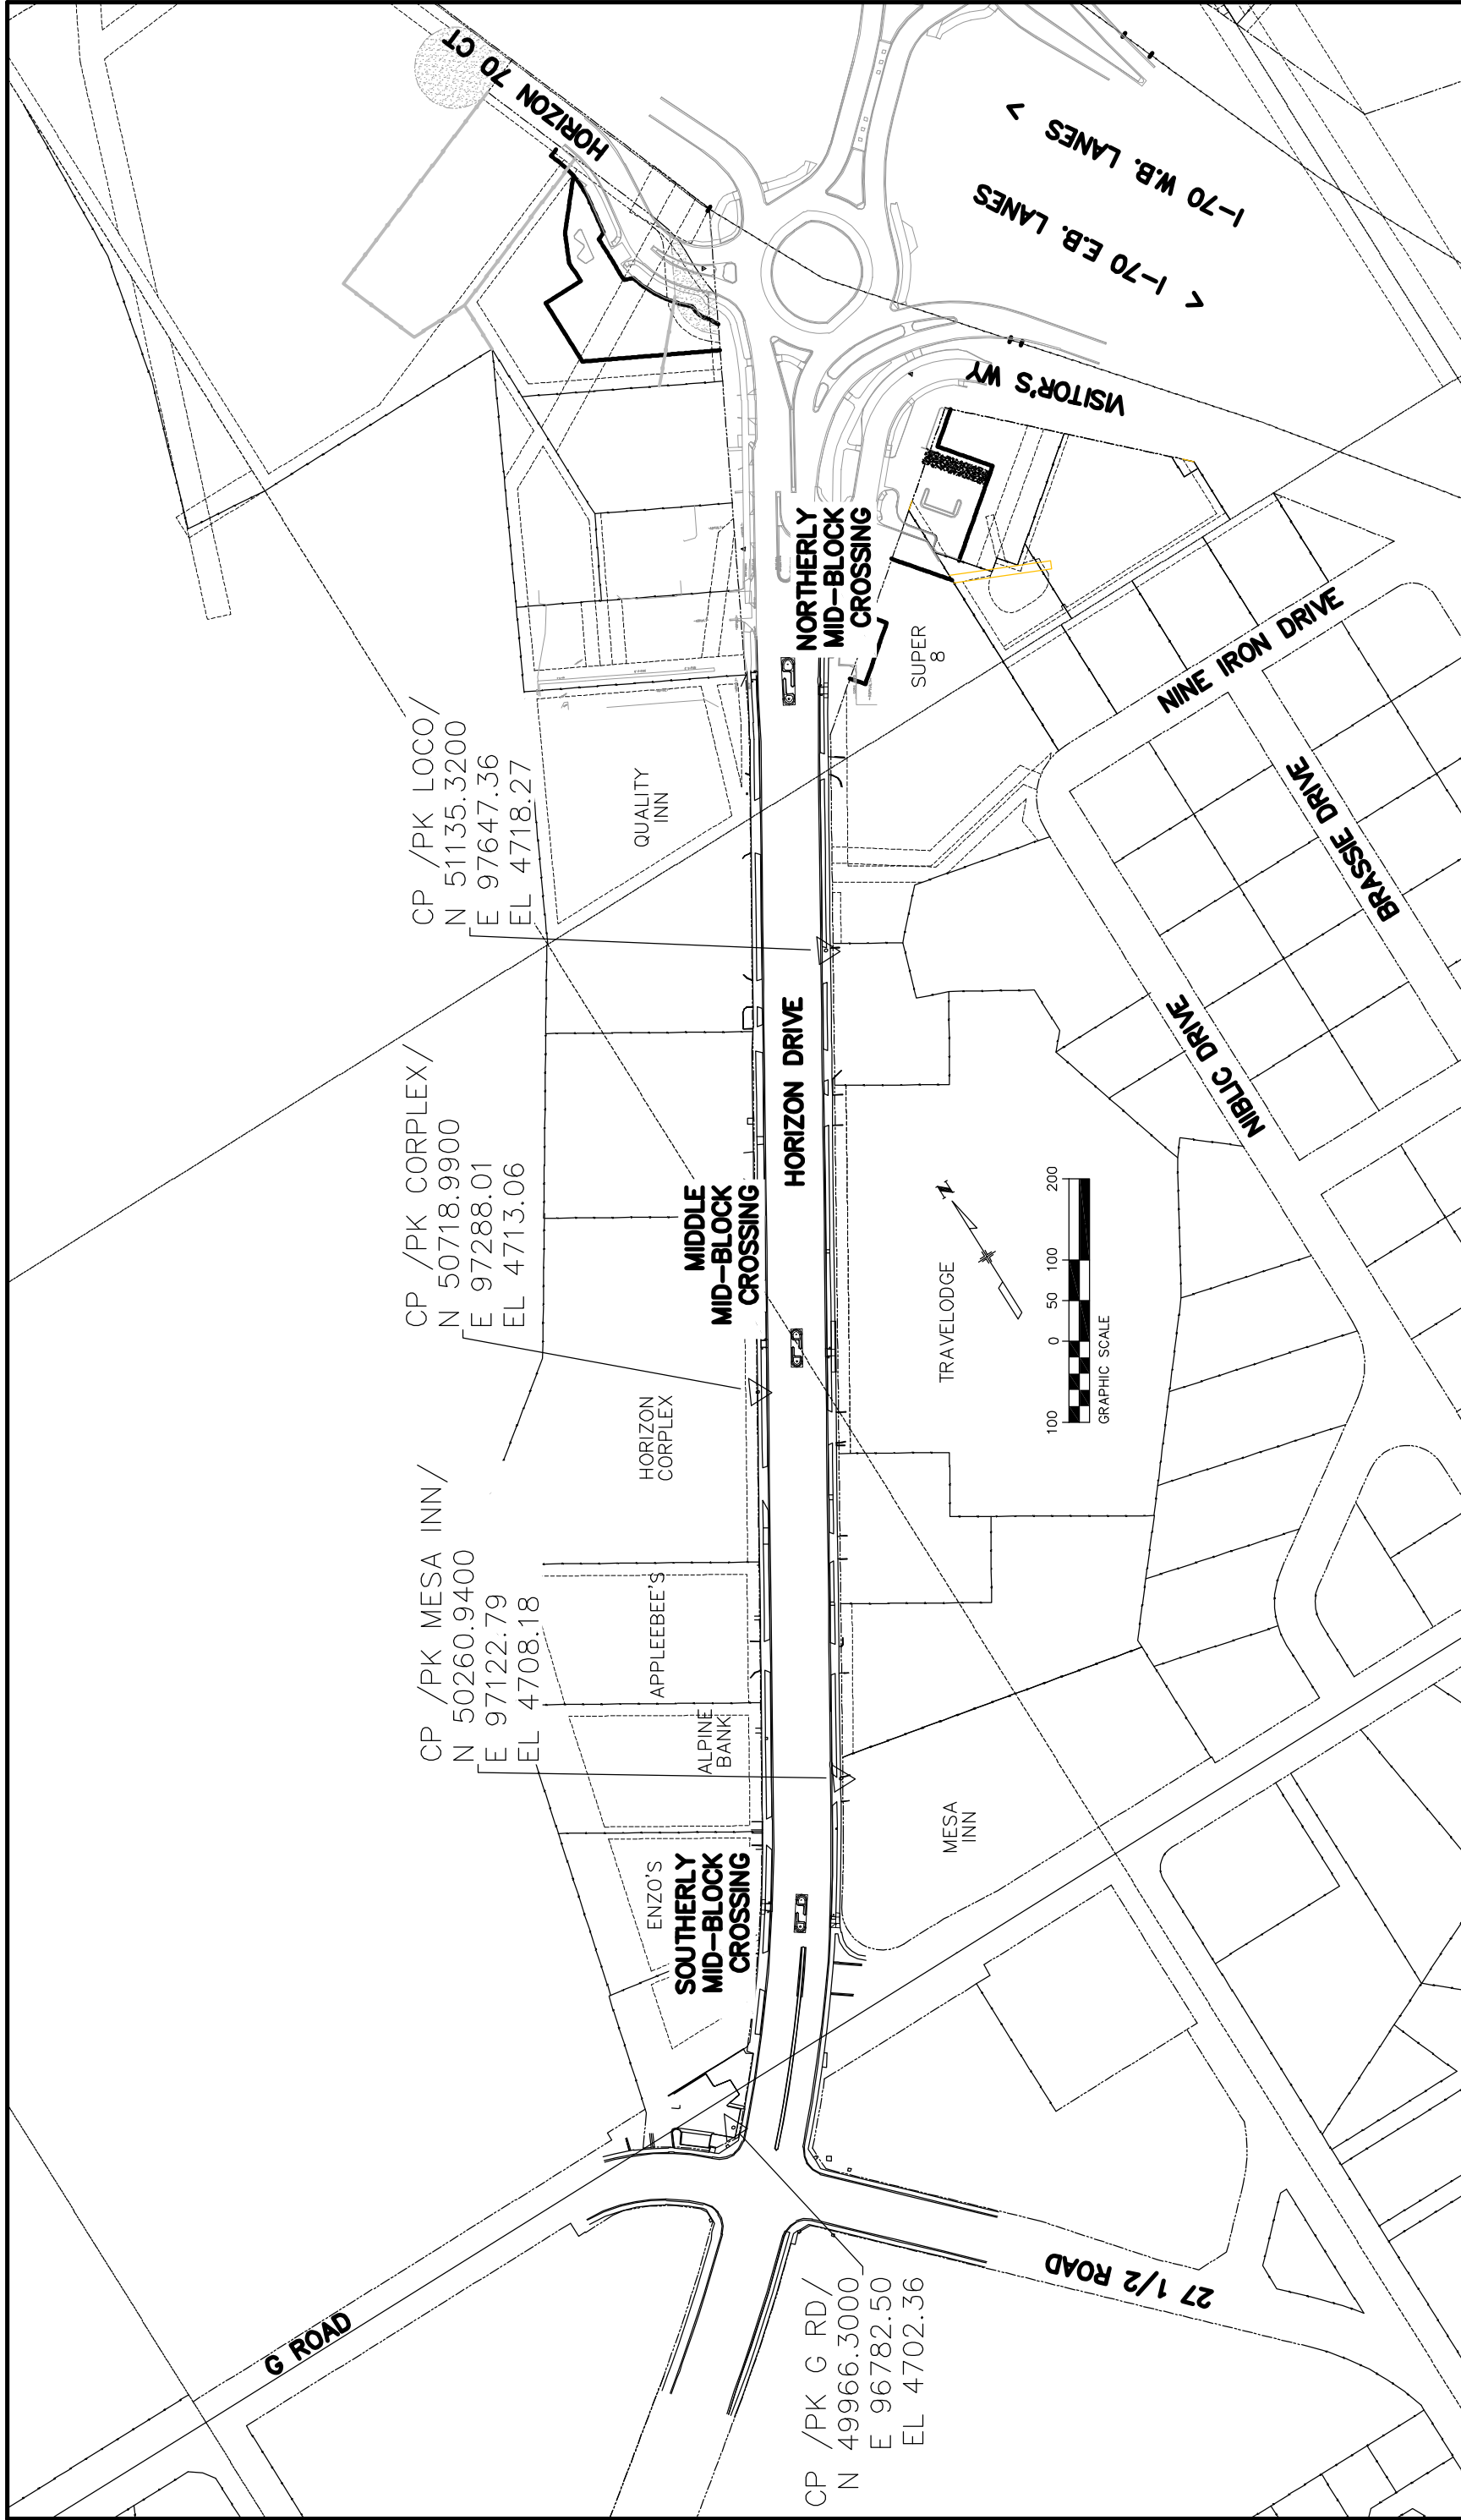 HORIZON 70 CT
I-70 W.B. LANES >
< I-70 E.B. LANES
VISITOR'S WY
NORTHERLY
MID-BLOCK
CROSSING
SUPER
8
NINE IRON DRIVE
BRASSIE DRIVE
NIBLIC DRIVE
QUALITY
INN
CP /PK LOCO/
N 51135.3200
E 97647.36
EL 4718.27
HORIZON DRIVE
CP /PK CORPLEX/
N 50718.9900
E 97288.01
EL 4713.06
MIDDLE
MID-BLOCK
CROSSING
HORIZON
CORPLEX
TRAVELODGE
N
100 0 50 100 200
GRAPHIC SCALE
CP /PK MESA INN/
N 50260.9400
E 97122.79
EL 4708.18
APPLEEBEE'S
ALPINE
BANK
MESA
INN
ENZO'S
SOUTHERLY
MID-BLOCK
CROSSING
G ROAD
27 1/2 ROAD
CP /PK G RD/
N 49966.3000
E 96782.50
EL 4702.36